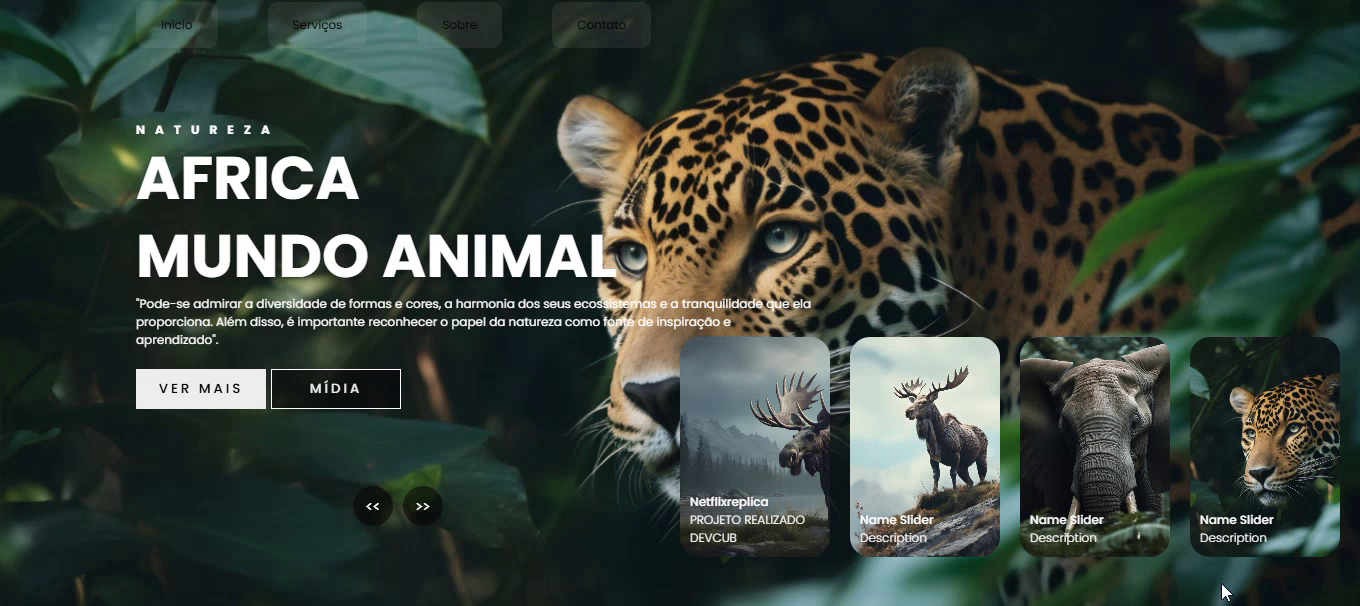 Início
Serviços
Sobre
Contato
NATUREZA
AFRICA
MUNDO ANIMAL
"Pode-se admirar a diversidade de formas e cores, a harmonia dos seus ecossistemas e a tranquilidade que ela
proporciona. Além disso, é importante reconhecer o papel da natureza como fonte de inspiração e
aprendizado".
VER MAIS
MÍDIA
<<
>>
Netflixreplica
PROJETO REALIZADO
DEVCUB
Name Slider
Description
Name Slider
Description
Name Slider
Description